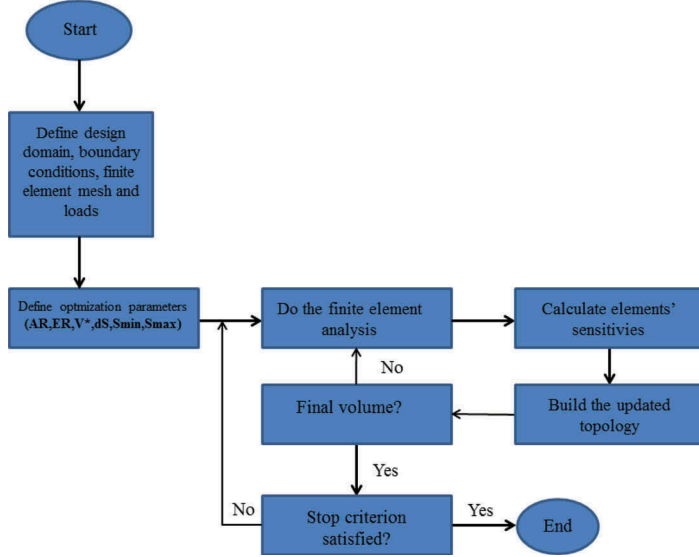 Start
Define design
domain, boundary
conditions, finite
element mesh and
loads
Define optmization parameters
(AR,ER,V*,dS,Smin,Smax)
Do the finite element
analysis
Calculate elements’
sensitivies
Build the updated
topology
Final volume?
No
Yes
Stop criterion
satisfied?
No
Yes
End